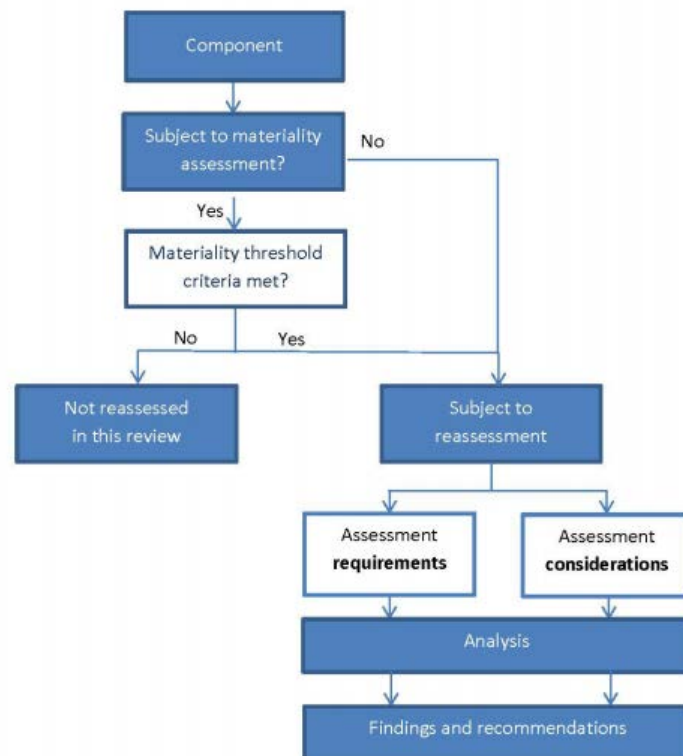 Component
Subject to materiality
assessment?
No
Yes
Materiality threshold
criteria met?
No
Yes
Not reassessed
in this review
Subject to
reassessment
Assessment
requirements
Assessment
considerations
Analysis
Findings and recommendations